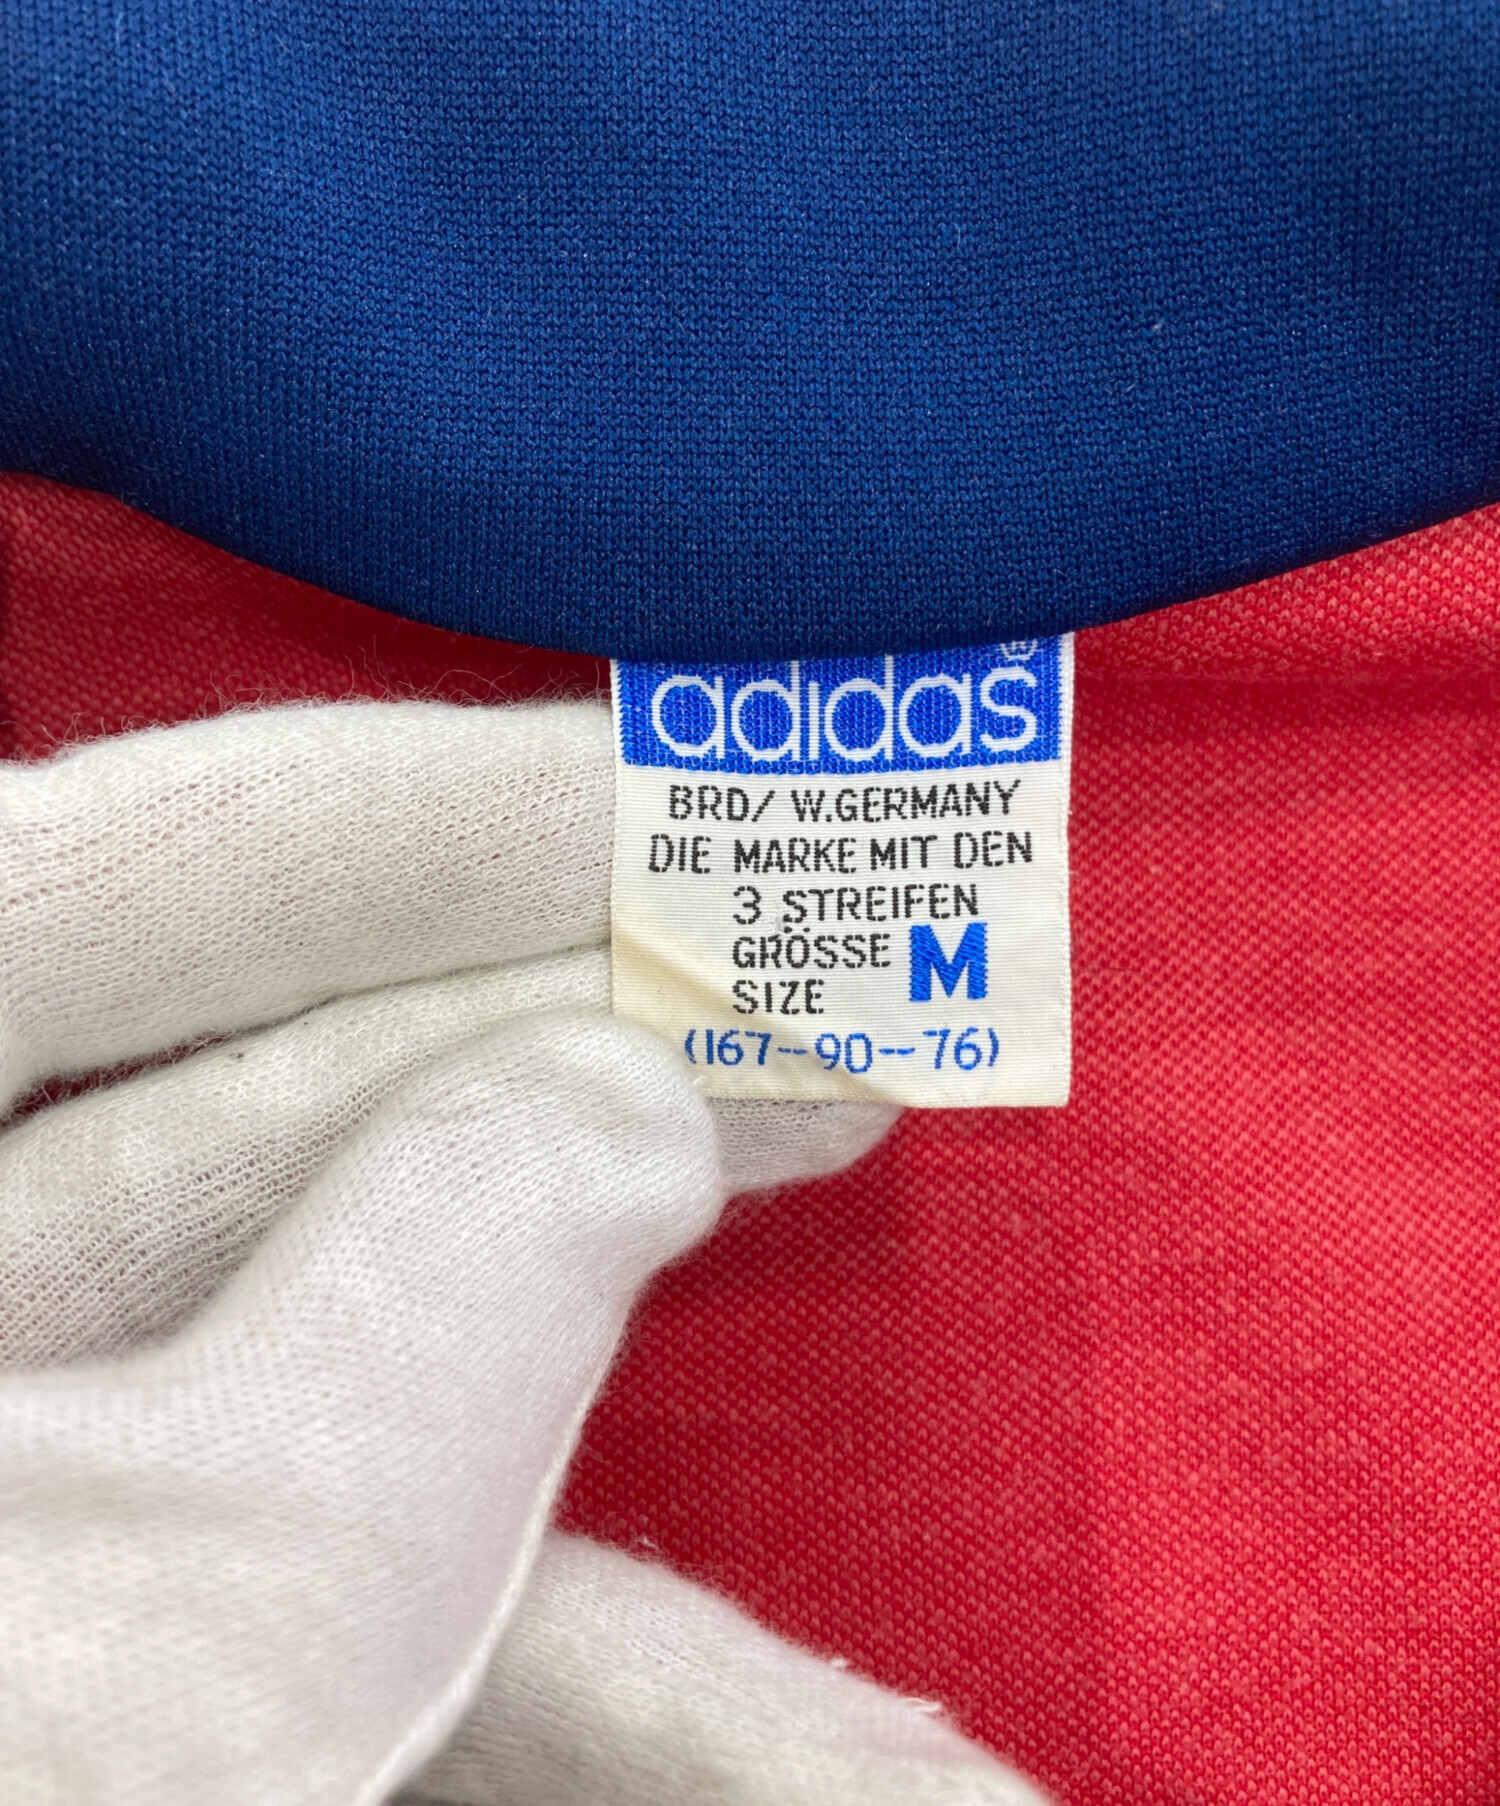 adidas®
BRD/ W.GERMANY
DIE MARKE MIT DEN
3 STREIFEN
GRÖSSE M
SIZE
(167--90--76)